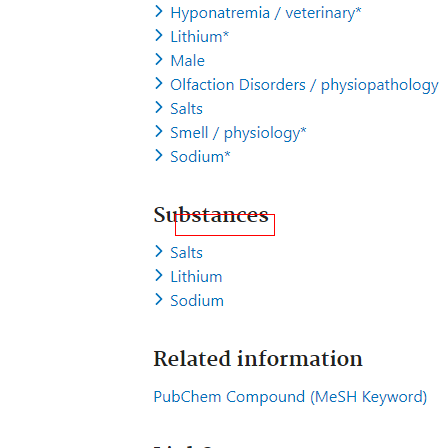 Hyponatremia / veterinary*
Lithium*
Male
Olfaction Disorders / physiopathology
Salts
Smell / physiology*
Sodium*
Substances
Salts
Lithium
Sodium
Related information
PubChem Compound (MeSH Keyword)